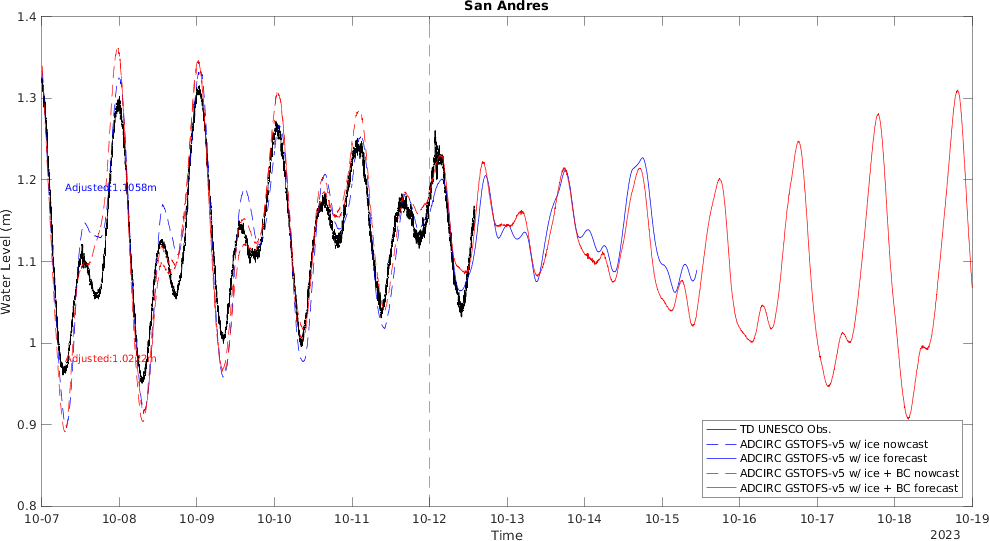 San Andres
1.4
1.3
1.2
1.1
1
0.9
0.8
Water Level (m)
Adjusted:1.1058m
Adjusted:1.0222m
TD UNESCO Obs.
ADCIRC GSTOFS-v5 w/ ice nowcast
ADCIRC GSTOFS-v5 w/ ice forecast
ADCIRC GSTOFS-v5 w/ ice + BC nowcast
ADCIRC GSTOFS-v5 w/ ice + BC forecast
10-07 10-08 10-09 10-10 10-11 10-12 10-13 10-14 10-15 10-16 10-17 10-18 10-19
Time
2023